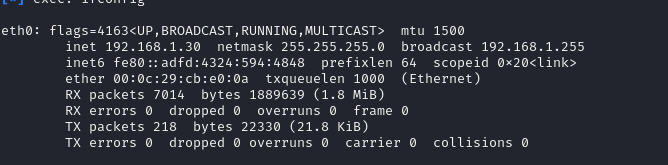 [*] exec: ifconfig
eth0: flags=4163<UP,BROADCAST,RUNNING,MULTICAST>  mtu 1500
        inet 192.168.1.30  netmask 255.255.255.0  broadcast 192.168.1.255
        inet6 fe80::adfd:4324:594:4848  prefixlen 64  scopeid 0×20<link>
        ether 00:0c:29:cb:e0:0a  txqueuelen 1000  (Ethernet)
        RX packets 7014  bytes 1889639 (1.8 MiB)
        RX errors 0  dropped 0  overruns 0  frame 0
        TX packets 218  bytes 22330 (21.8 KiB)
        TX errors 0  dropped 0 overruns 0  carrier 0  collisions 0